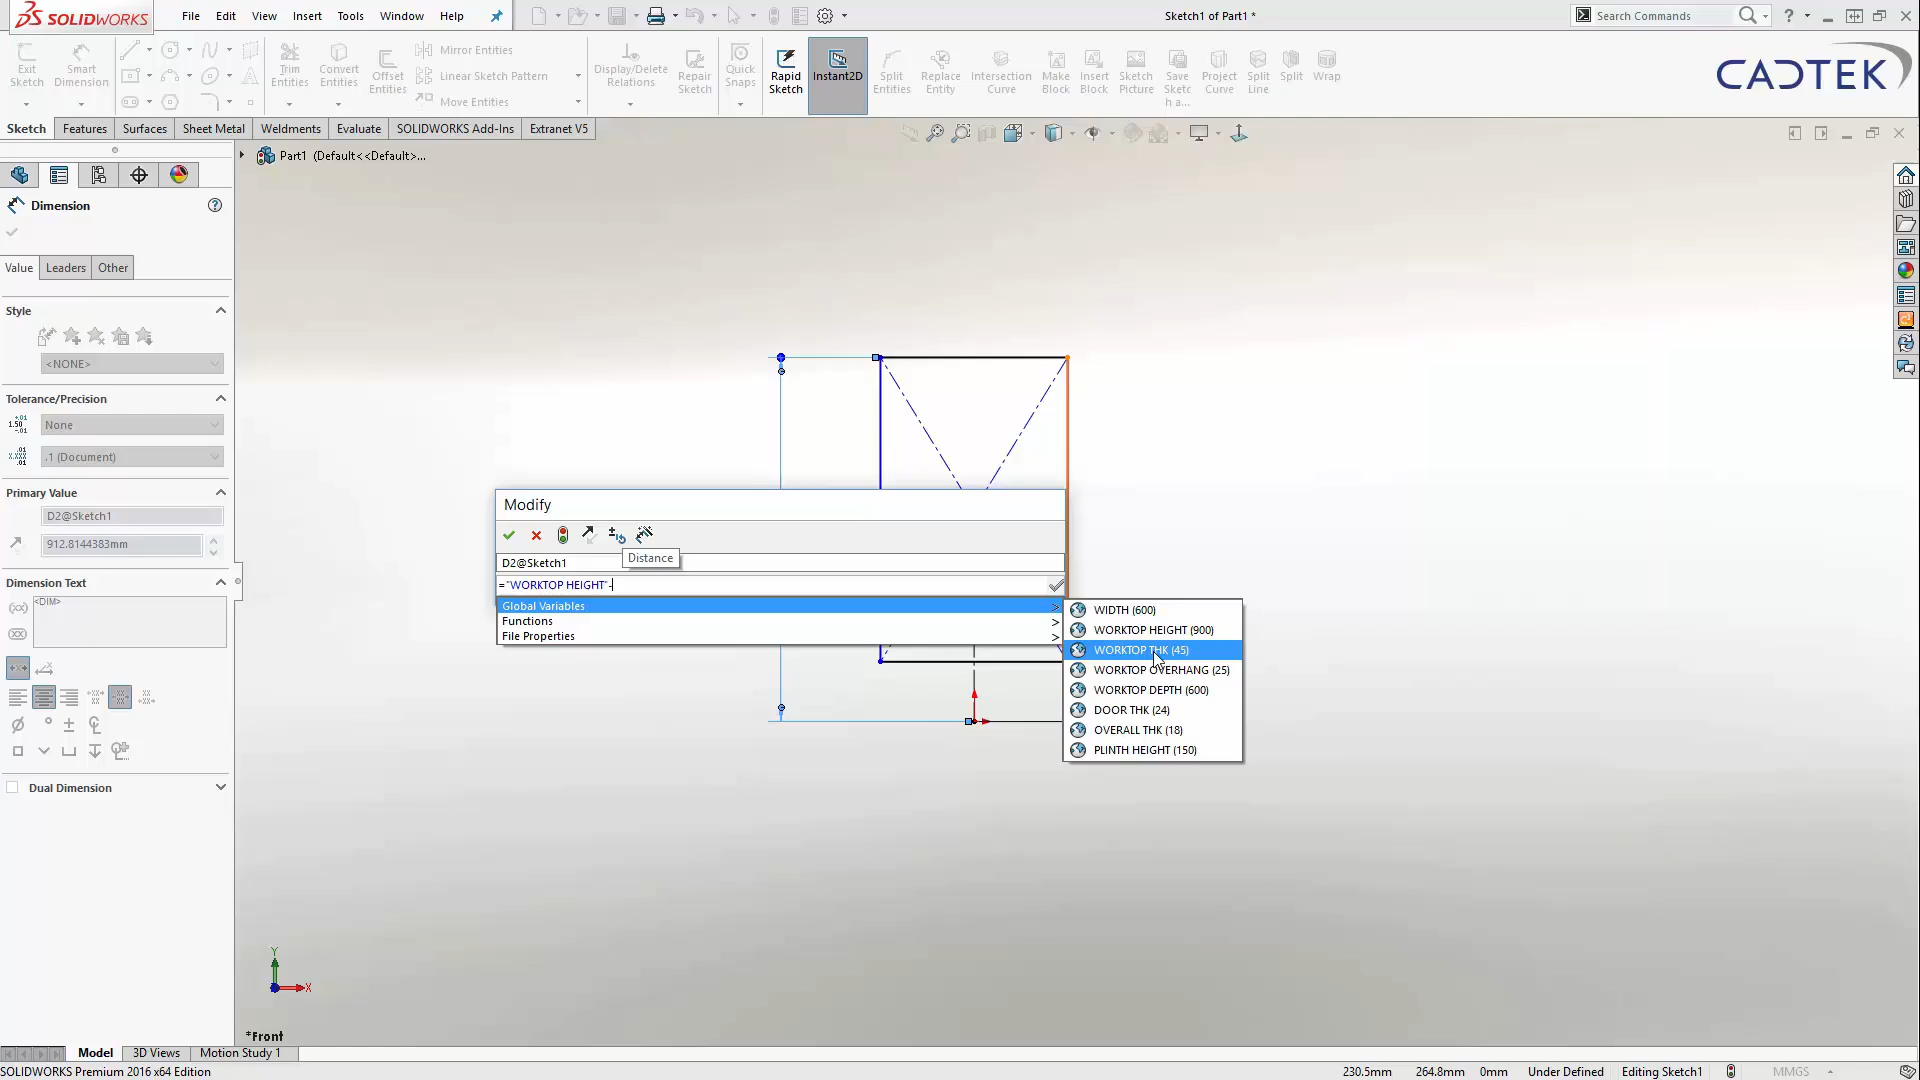 SOLIDWORKS
File Edit View Insert Tools Window Help
Sketch1 of Part1 *
Search Commands
Exit Sketch
Smart Dimension
Trim Entities
Convert Entities
Offset Entities
Mirror Entities
Linear Sketch Pattern
Move Entities
Display/Delete Relations
Repair Sketch
Quick Snaps
Rapid Sketch
Instant2D
Split Entities
Replace Entity
Intersection Curve
Make Block
Insert Block
Sketch Picture
Save Sketch a...
Project Curve
Split Line
Split
Wrap
CADTEK
Sketch Features Surfaces Sheet Metal Weldments Evaluate SOLIDWORKS Add-Ins Extranet V5
Part1 (Default<<Default>...
Dimension
Value Leaders Other
Style
<NONE>
Tolerance/Precision
None
.1 (Document)
Primary Value
D2@Sketch1
912.8144383mm
Dimension Text
<DIM>
Dual Dimension
Modify
Distance
D2@Sketch1
="WORKTOP HEIGHT"-
Global Variables >
Functions >
File Properties >
WIDTH (600)
WORKTOP HEIGHT (900)
WORKTOP THK (45)
WORKTOP OVERHANG (25)
WORKTOP DEPTH (600)
DOOR THK (24)
OVERALL THK (18)
PLINTH HEIGHT (150)
Y
X
*Front
Model 3D Views Motion Study 1
SOLIDWORKS Premium 2016 x64 Edition
230.5mm 264.8mm 0mm Under Defined Editing Sketch1 MMGS